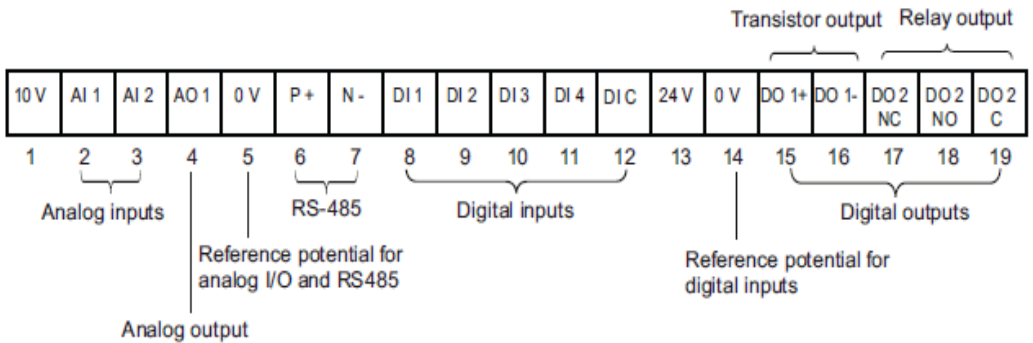 Transistor output Relay output
10 V AI 1 AI 2 AO 1 0 V P + N - DI 1 DI 2 DI 3 DI 4 DI C 24 V 0 V DO 1+ DO 1- DO 2 NC DO 2 NO DO 2 C
1 2 3 4 5 6 7 8 9 10 11 12 13 14 15 16 17 18 19
Analog inputs RS-485 Digital inputs Digital outputs
Reference potential for
analog I/O and RS485
Reference potential for
digital inputs
Analog output